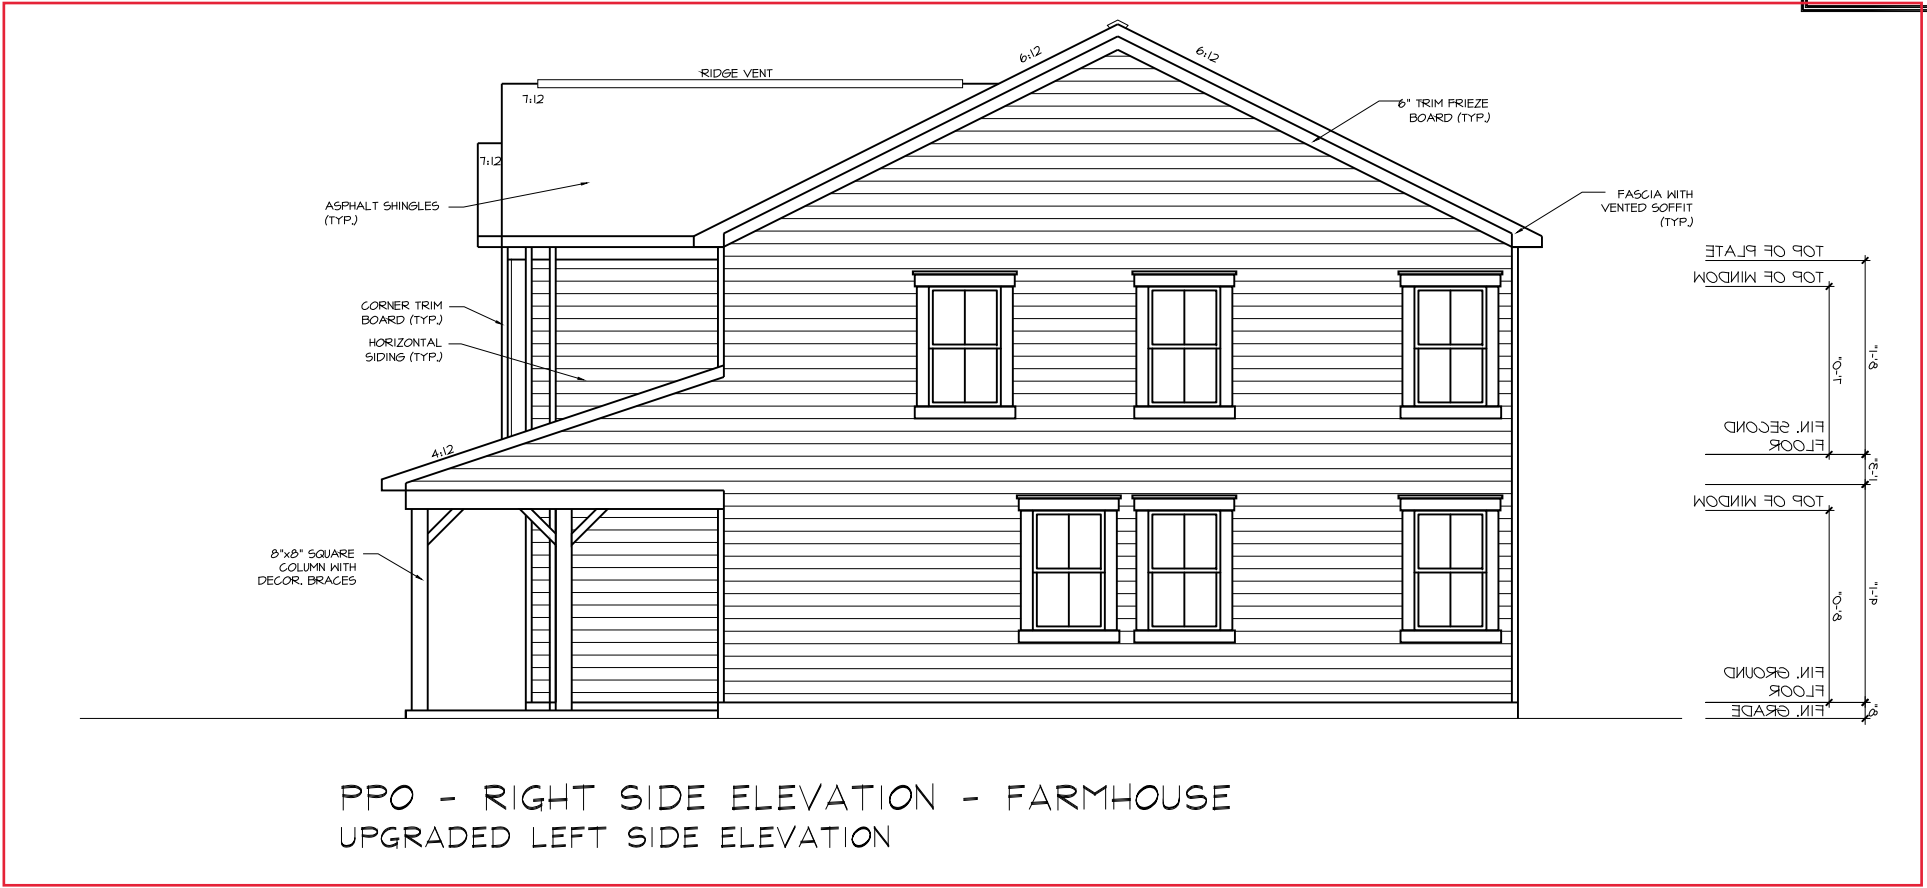 6:12
6:12
RIDGE VENT
7:12
6" TRIM FRIEZE
BOARD (TYP.)
7:12
ASPHALT SHINGLES
(TYP.)
FASCIA WITH
VENTED SOFFIT
(TYP.)
TOP OF PLATE
TOP OF WINDOW
CORNER TRIM
BOARD (TYP.)
HORIZONTAL
SIDING (TYP.)
8'-1"
7'-0"
FIN. SECOND
FLOOR
4:12
1'-3"
TOP OF WINDOW
8"x8" SQUARE
COLUMN WITH
DECOR. BRACES
9'-1"
8'-0"
FIN. GROUND
FLOOR
FIN. GRADE
8"
PPO - RIGHT SIDE ELEVATION - FARMHOUSE
UPGRADED LEFT SIDE ELEVATION